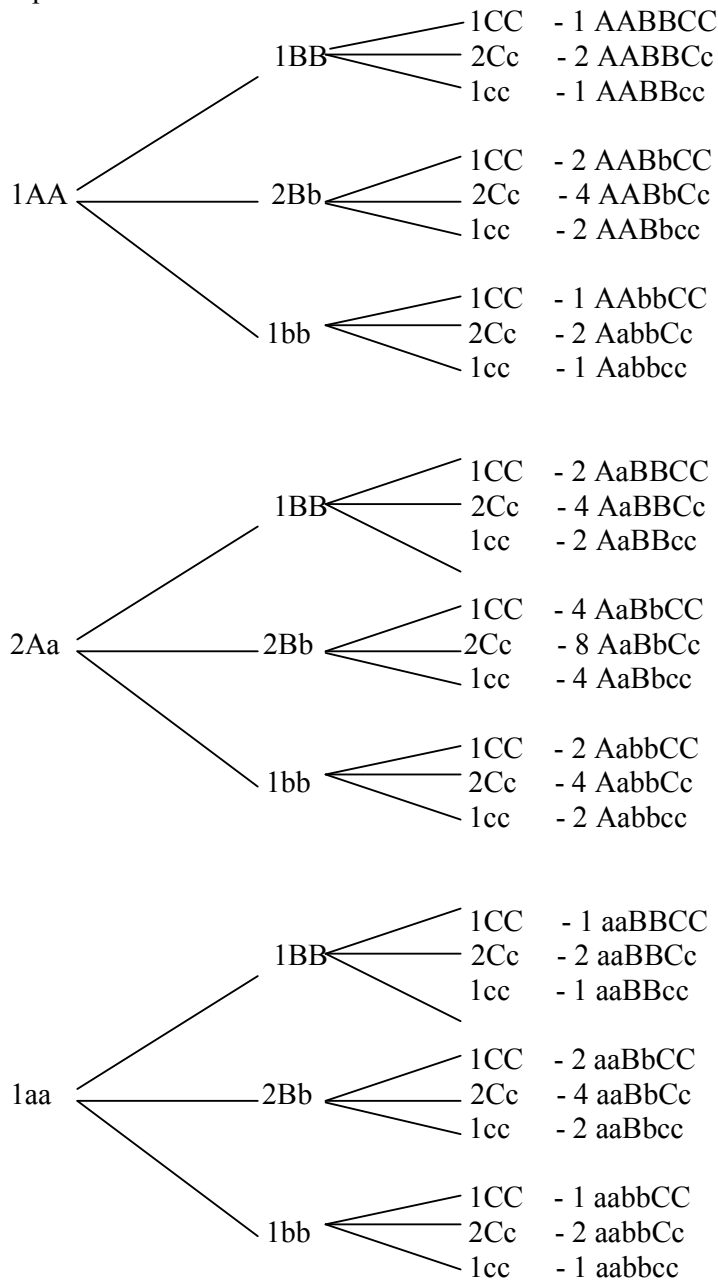 1CC - 1 AABBCC
1BB 2Cc - 2 AABBCc
1cc - 1 AABBcc
1CC - 2 AABbCC
1AA 2Bb 2Cc - 4 AABbCc
1cc - 2 AABbcc
1CC - 1 AAbbCC
1bb 2Cc - 2 AabbCc
1cc - 1 Aabbcc
1CC - 2 AaBBCC
1BB 2Cc - 4 AaBBCc
1cc - 2 AaBBcc
1CC - 4 AaBbCC
2Aa 2Bb 2Cc - 8 AaBbCc
1cc - 4 AaBbcc
1CC - 2 AabbCC
1bb 2Cc - 4 AabbCc
1cc - 2 Aabbcc
1CC - 1 aaBBCC
1BB 2Cc - 2 aaBBCc
1cc - 1 aaBBcc
1CC - 2 aaBbCC
1aa 2Bb 2Cc - 4 aaBbCc
1cc - 2 aaBbcc
1CC - 1 aabbCC
1bb 2Cc - 2 aabbCc
1cc - 1 aabbcc